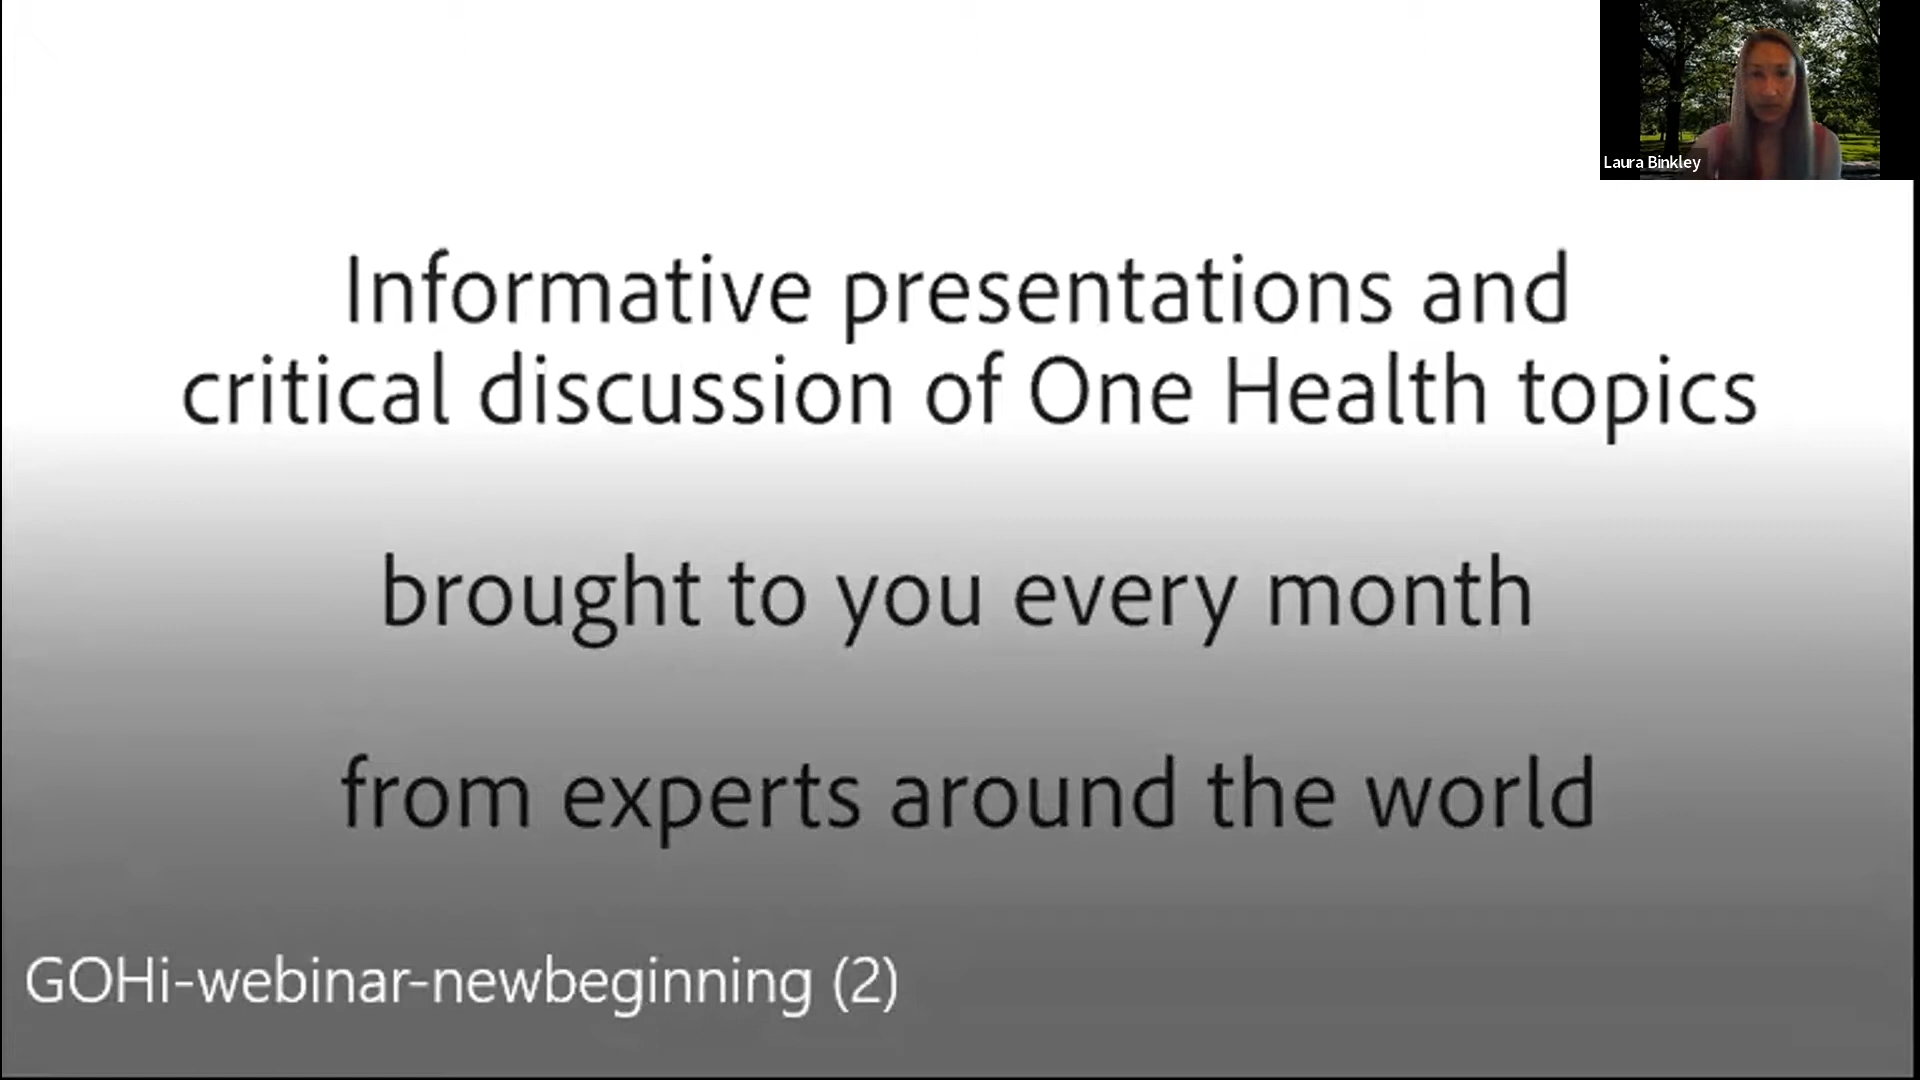 Laura Binkley
Informative presentations and
critical discussion of One Health topics
brought to you every month
from experts around the world
GOHi-webinar-newbeginning (2)